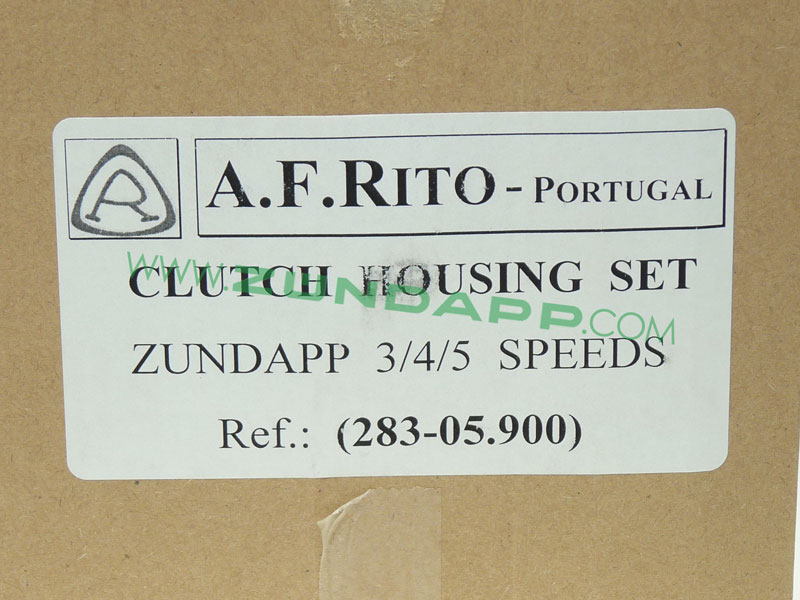 R
A.F.RITO - PORTUGAL
CLUTCH HOUSING SET
www.ZUNDAPP.COM
ZUNDAPP 3/4/5 SPEEDS
Ref.: (283-05.900)